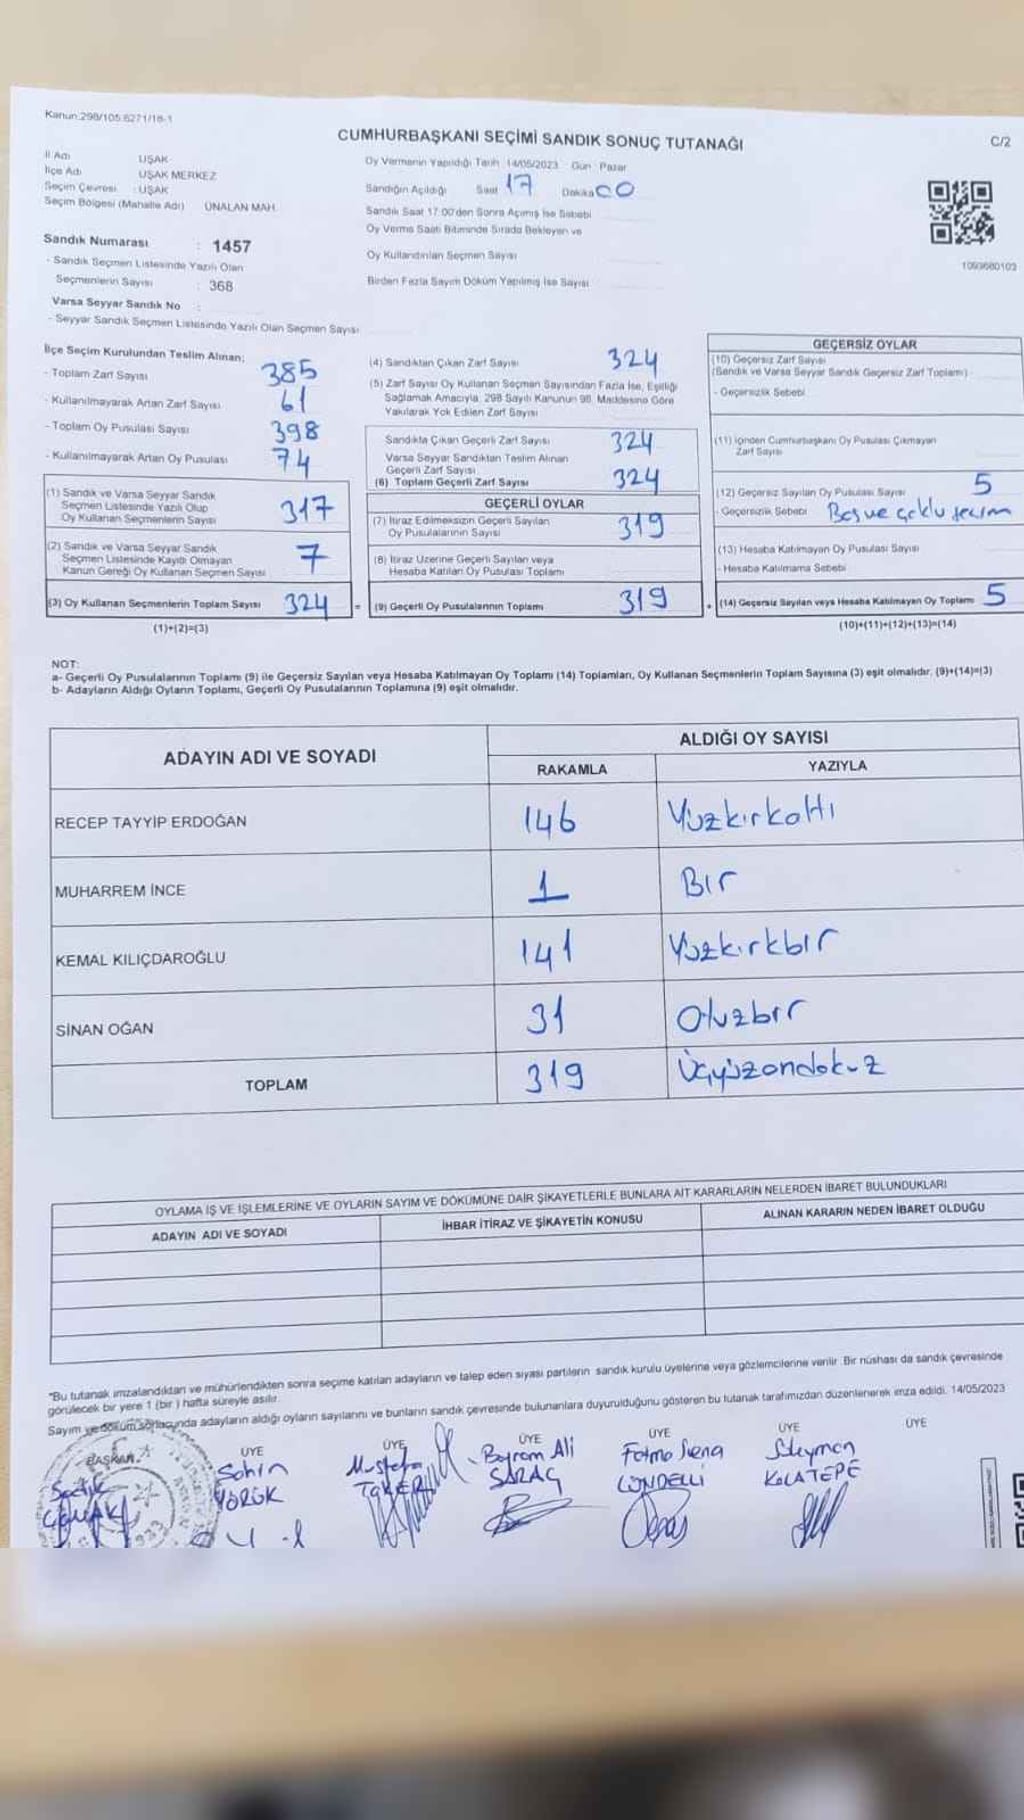 Kanun:298/105:6271/18-1
CUMHURBAŞKANI SEÇİMİ SANDIK SONUÇ TUTANAĞI
C/2
İl Adı UŞAK
İlçe Adı UŞAK MERKEZ
Seçim Çevresi : UŞAK
Seçim Bölgesi (Mahalle Adı) ÜNALAN MAH.
Oy Vermenin Yapıldığı Tarih 14/05/2023 Gün : Pazar
Sandığın Açıldığı Saat 17 Dakika 00
Sandık Saat 17:00'den Sonra Açımış İse Sebebi
Oy Verme Saati Bitiminde Sırada Bekleyen ve
Oy Kullandırılan Seçmen Sayısı
Birden Fazla Sayım Döküm Yapılmış İse Sayısı
1099680103
Sandık Numarası : 1457
- Sandık Seçmen Listesinde Yazılı Olan
Seçmenlerin Sayısı : 368
Varsa Seyyar Sandık No :
- Seyyar Sandık Seçmen Listesinde Yazılı Olan Seçmen Sayısı
İlçe Seçim Kurulundan Teslim Alınan;
- Toplam Zarf Sayısı 385
- Kullanılmayarak Artan Zarf Sayısı 61
- Toplam Oy Pusulası Sayısı 398
- Kullanılmayarak Artan Oy Pusulası 74
(1) Sandık ve Varsa Seyyar Sandık
Seçmen Listesinde Yazılı Olup
Oy Kullanan Seçmenlerin Sayısı 317
(2) Sandık ve Varsa Seyyar Sandık
Seçmen Listesinde Kayıtlı Olmayan
Kanun Gereği Oy Kullanan Seçmen Sayısı 7
(3) Oy Kullanan Seçmenlerin Toplam Sayısı 324 =
(1)+(2)=(3)
(4) Sandıktan Çıkan Zarf Sayısı 324
(5) Zarf Sayısı Oy Kullanan Seçmen Sayısından Fazla İse, Eşitliği
Sağlamak Amacıyla, 298 Sayılı Kanunun 98. Maddesine Göre
Yakılarak Yok Edilen Zarf Sayısı
Sandıkta Çıkan Geçerli Zarf Sayısı 324
Varsa Seyyar Sandıktan Teslim Alınan
Geçerli Zarf Sayısı
(6) Toplam Geçerli Zarf Sayısı 324
GEÇERLİ OYLAR
(7) İtiraz Edilmeksizin Geçerli Sayılan
Oy Pusulalarının Sayısı 319
(8) İtiraz Üzerine Geçerli Sayılan veya
Hesaba Katılan Oy Pusulası Toplamı
(9) Geçerli Oy Pusulalarının Toplamı 319 +
GEÇERSİZ OYLAR
(10) Geçersiz Zarf Sayısı
(Sandık ve Varsa Seyyar Sandık Geçersiz Zarf Toplamı)
- Geçersizlik Sebebi
(11) İçinden Cumhurbaşkanı Oy Pusulası Çıkmayan
Zarf Sayısı
(12) Geçersiz Sayılan Oy Pusulası Sayısı 5
- Geçersizlik Sebebi Boş ve çoklu seçim
(13) Hesaba Katılmayan Oy Pusulası Sayısı
- Hesaba Katılmama Sebebi
(14) Geçersiz Sayılan veya Hesaba Katılmayan Oy Toplamı 5
(10)+(11)+(12)+(13)=(14)
NOT:
a- Geçerli Oy Pusulalarının Toplamı (9) ile Geçersiz Sayılan veya Hesaba Katılmayan Oy Toplamı (14) Toplamları, Oy Kullanan Seçmenlerin Toplam Sayısına (3) eşit olmalıdır. (9)+(14)=(3)
b- Adayların Aldığı Oyların Toplamı, Geçerli Oy Pusulalarının Toplamına (9) eşit olmalıdır.
ADAYIN ADI VE SOYADI
ALDIĞI OY SAYISI
RAKAMLA YAZIYLA
RECEP TAYYİP ERDOĞAN 146 Yüzkırkaltı
MUHARREM İNCE 1 Bir
KEMAL KILIÇDAROĞLU 141 Yüzkırkbir
SİNAN OĞAN 31 Otuzbir
TOPLAM 319 Üçyüzondokuz
OYLAMA İŞ VE İŞLEMLERİNE VE OYLARIN SAYIM VE DÖKÜMÜNE DAİR ŞİKAYETLERLE BUNLARA AİT KARARLARIN NELERDEN İBARET BULUNDUKLARI
ADAYIN ADI VE SOYADI İHBAR İTİRAZ VE ŞİKAYETİN KONUSU ALINAN KARARIN NEDEN İBARET OLDUĞU
"Bu tutanak imzalandıktan ve mühürlendikten sonra seçime katılan adayların ve talep eden siyasi partilerin sandık kurulu üyelerine veya gözlemcilerine verilir. Bir nüshası da sandık çevresinde
görülecek bir yere 1 (bir) hafta süreyle asılır.
Sayım ve döküm sonucunda adayların aldığı oyların sayılarını ve bunların sandık çevresinde bulunanlara duyurulduğunu gösteren bu tutanak tarafımızdan düzenlenerek imza edildi. 14/05/2023
BAŞKAN ÜYE ÜYE ÜYE ÜYE ÜYE ÜYE
Sadık Şahin Mustafa Bayram Ali Fatma Sena Süleyman
YÖRÜK TOKER SARAÇ KOLATEPE